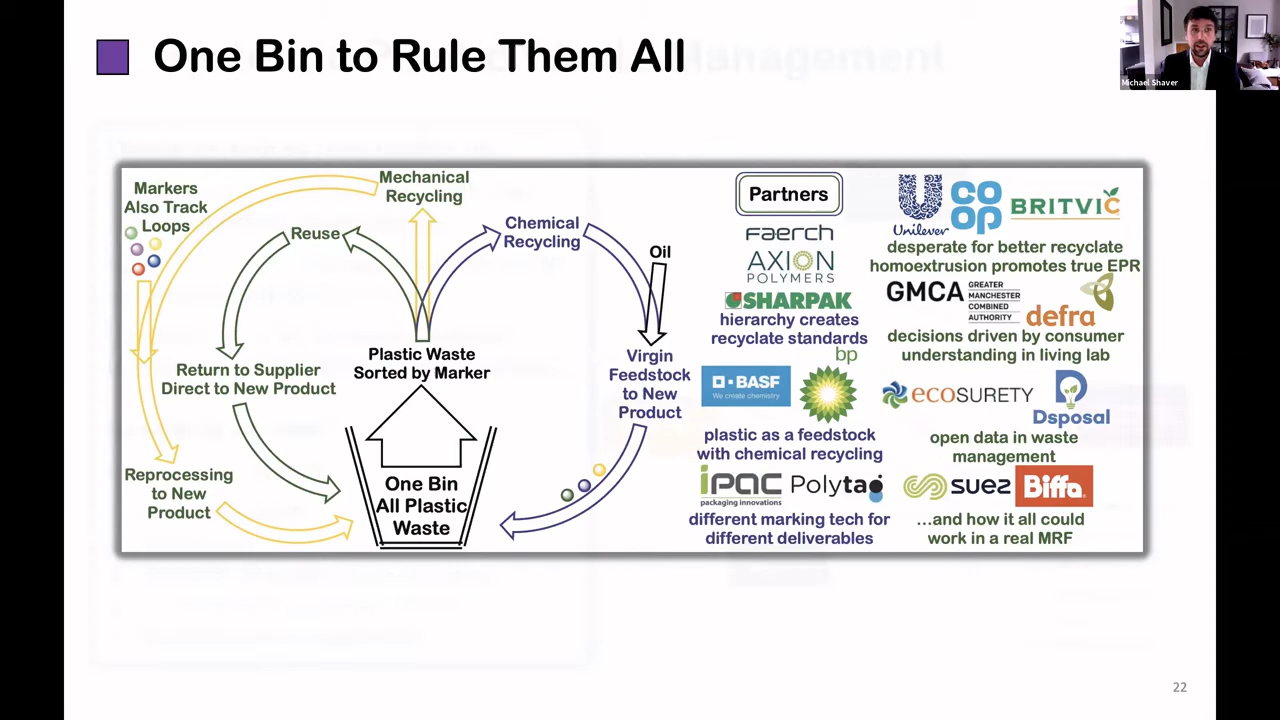 One Bin to Rule Them All
Michael Shaver
Markers
Also Track
Loops
Mechanical
Recycling
Reuse
Chemical
Recycling
Oil
Return to Supplier
Direct to New Product
Plastic Waste
Sorted by Marker
Virgin
Feedstock
to New
Product
Reprocessing
to New
Product
One Bin
All Plastic
Waste
Partners
faerch
AXION
POLYMERS
SHARPAK
hierarchy creates
recyclate standards
BASF
We create chemistry
bp
plastic as a feedstock
with chemical recycling
ipac
packaging innovations
Polytag
different marking tech for
different deliverables
Unilever
CO
OP
BRITVIC
desperate for better recyclate
homoextrusion promotes true EPR
GMCA
GREATER
MANCHESTER
COMBINED
AUTHORITY
defra
decisions driven by consumer
understanding in living lab
ecoSURETY
Dsposal
open data in waste
management
suez
Biffa
...and how it all could
work in a real MRF
22